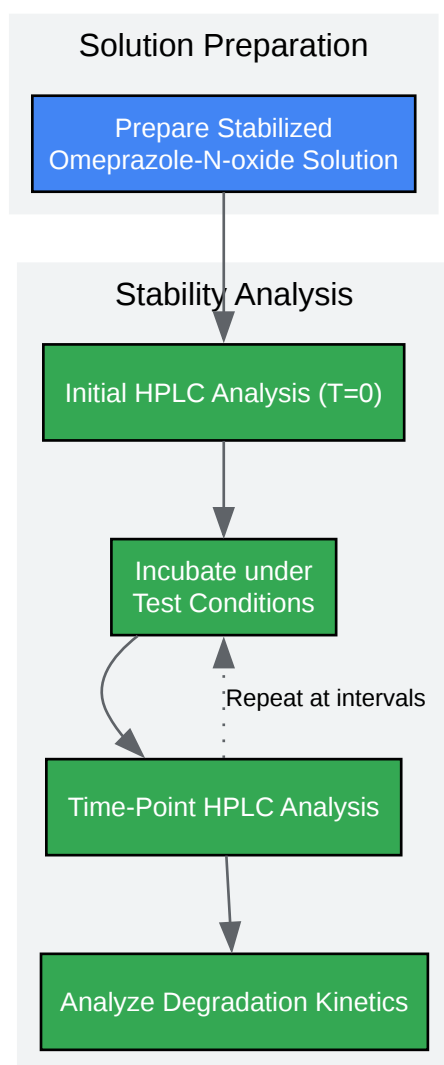 Solution Preparation
Prepare Stabilized
Omeprazole-N-oxide Solution
Stability Analysis
Initial HPLC Analysis (T=0)
Incubate under
Test Conditions
Repeat at intervals
Time-Point HPLC Analysis
Analyze Degradation Kinetics